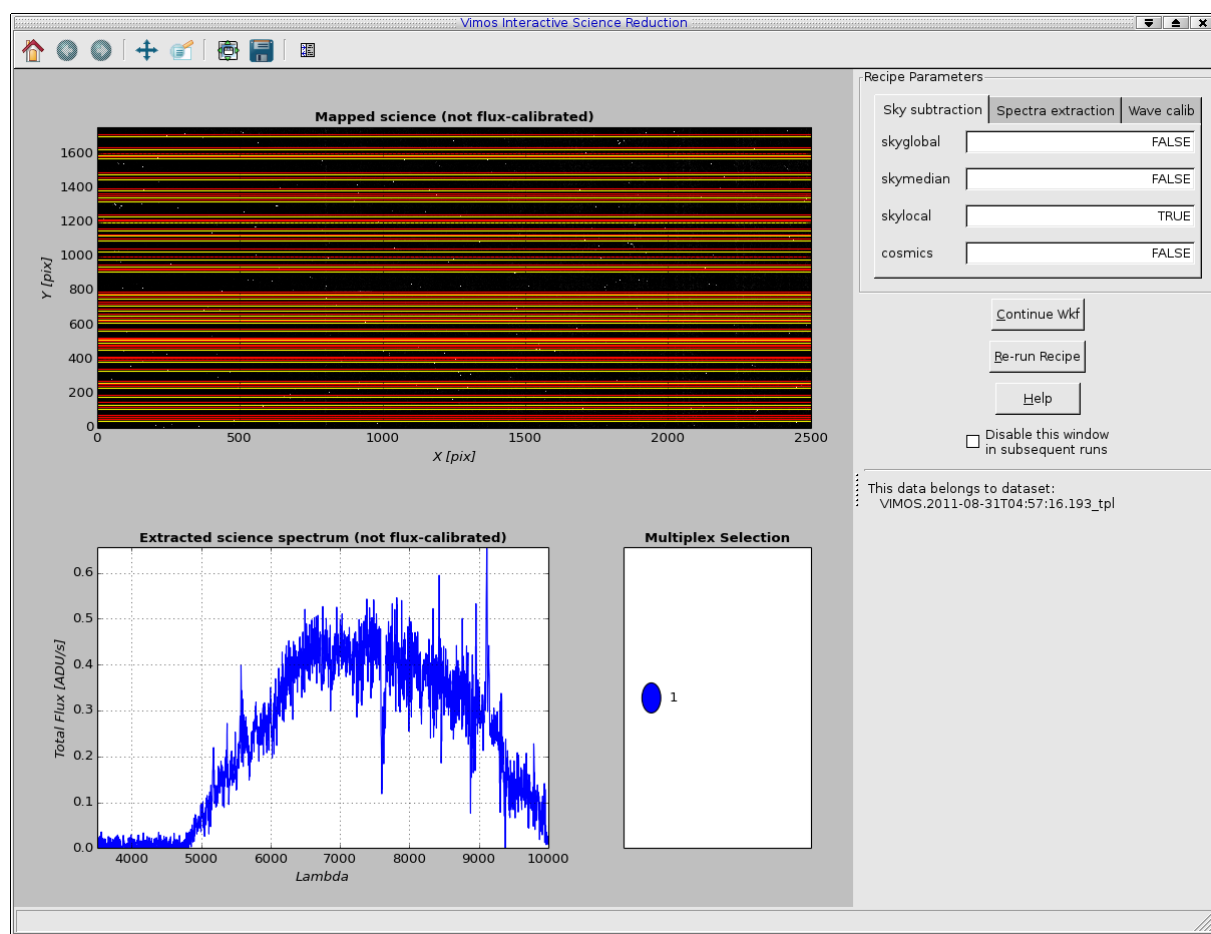 Vimos Interactive Science Reduction
Mapped science (not flux-calibrated)
1600
1400
1200
1000
800
600
400
200
0
Y [pix]
0 500 1000 1500 2000 2500
X [pix]
Extracted science spectrum (not flux-calibrated)
0.6
0.5
0.4
0.3
0.2
0.1
0.0
Total Flux [ADU/s]
4000 5000 6000 7000 8000 9000 10000
Lambda
Multiplex Selection
1
Recipe Parameters
Sky subtraction Spectra extraction Wave calib
skyglobal FALSE
skymedian FALSE
skylocal TRUE
cosmics FALSE
Continue Wkf
Re-run Recipe
Help
Disable this window
in subsequent runs
This data belongs to dataset:
VIMOS.2011-08-31T04:57:16.193_tpl